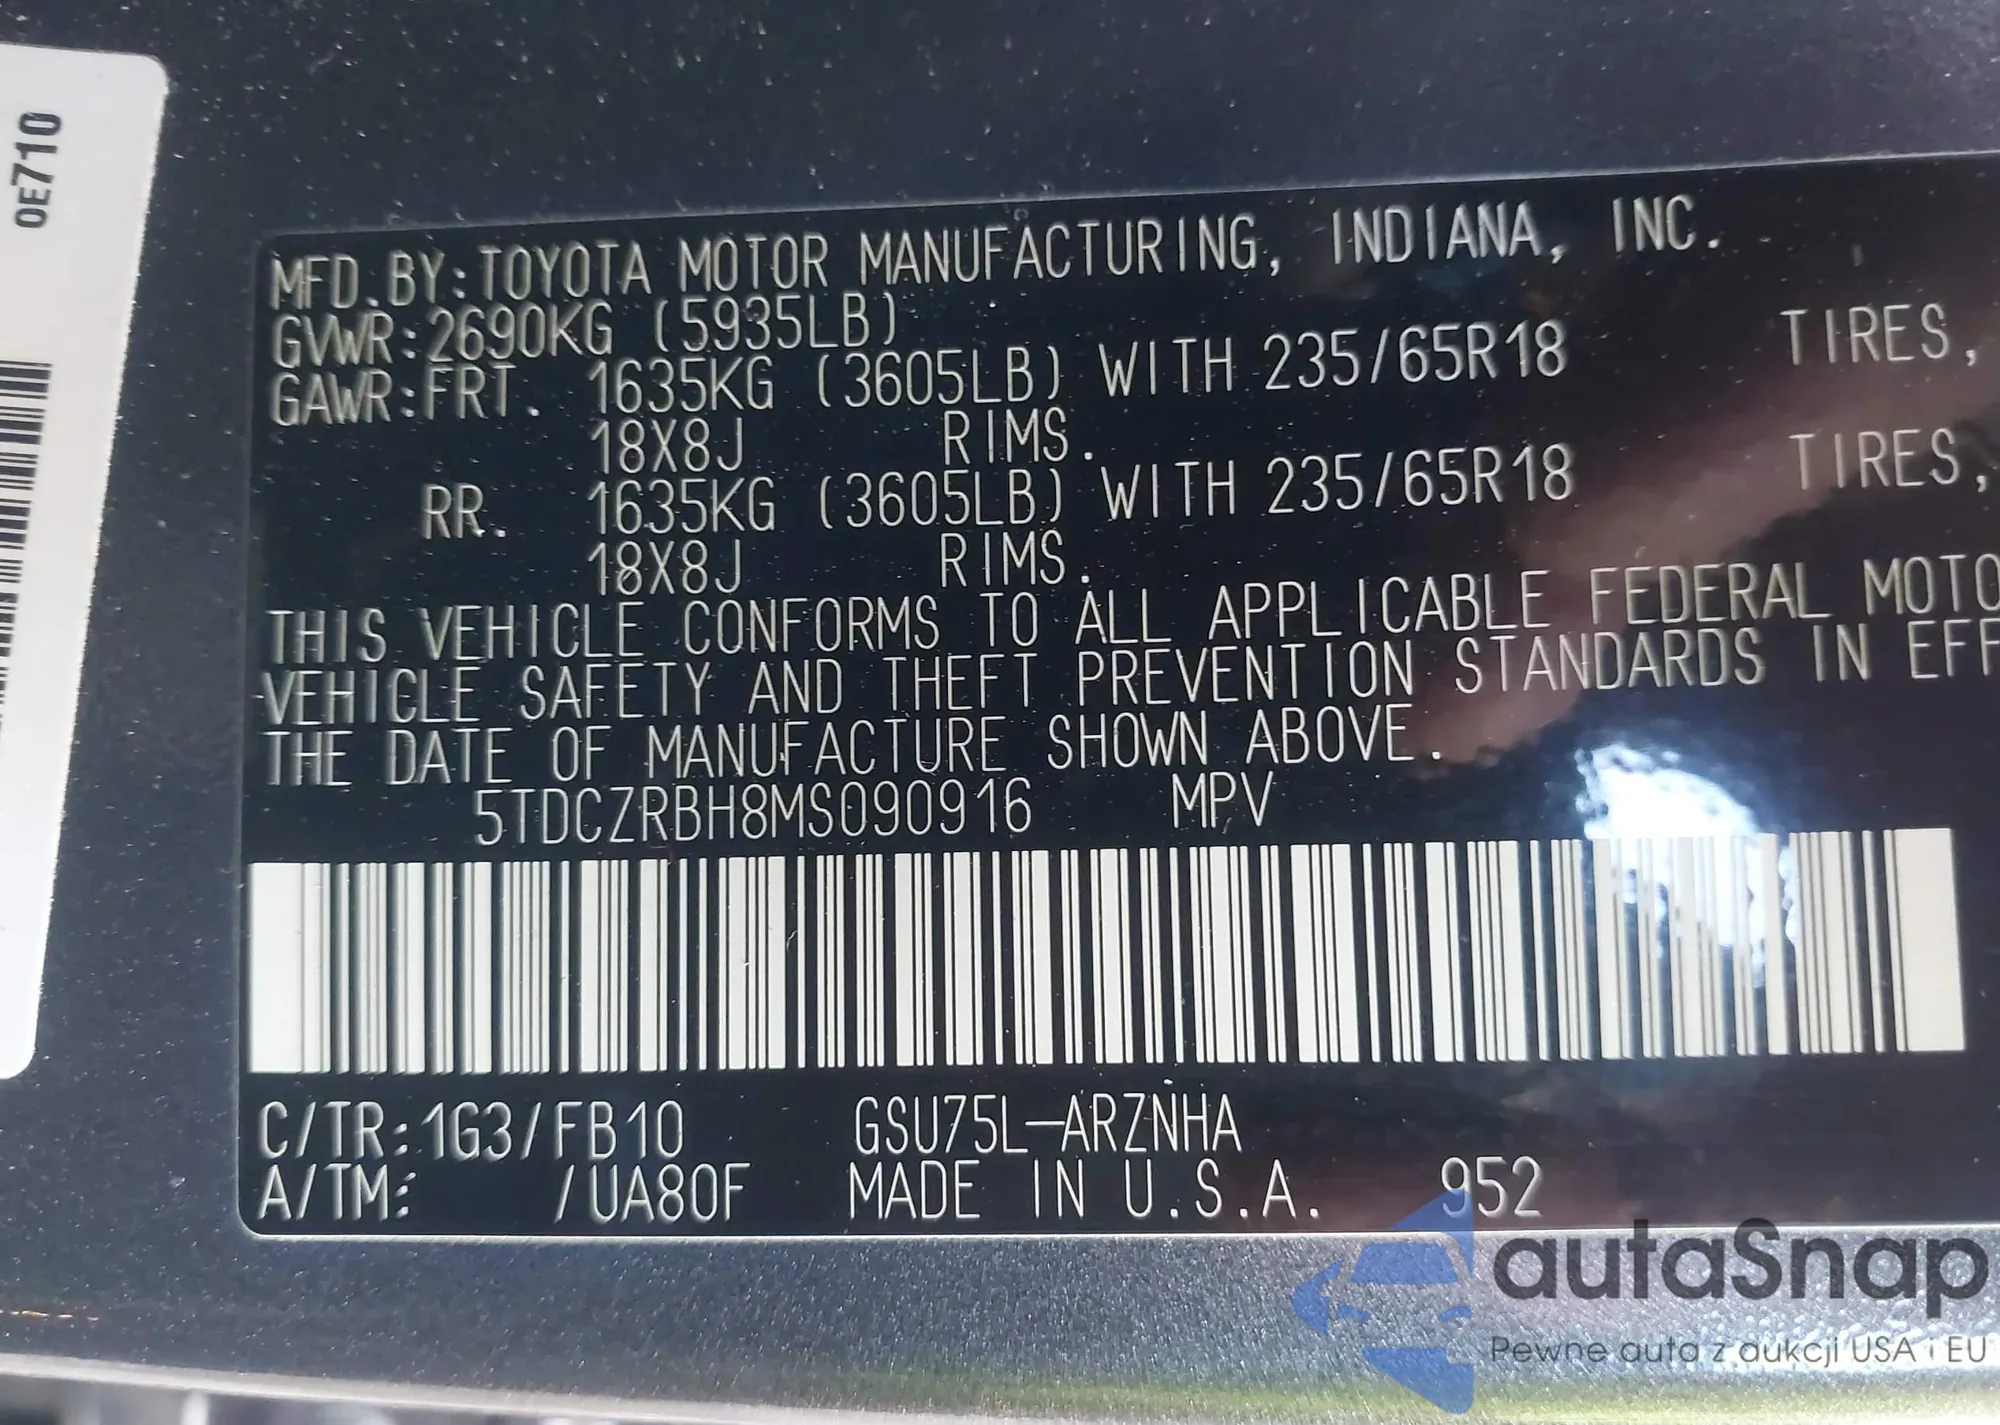 0E710
MFD.BY:TOYOTA MOTOR MANUFACTURING, INDIANA, INC.
GVWR:2690KG (5935LB)
GAWR:FRT. 1635KG (3605LB) WITH 235/65R18 TIRES,
18X8J RIMS.
RR. 1635KG (3605LB) WITH 235/65R18 TIRES,
18X8J RIMS.
THIS VEHICLE CONFORMS TO ALL APPLICABLE FEDERAL MOTO
VEHICLE SAFETY AND THEFT PREVENTION STANDARDS IN EFF
THE DATE OF MANUFACTURE SHOWN ABOVE.
5TDCZRBH8MS090916 MPV
C/TR:1G3/FB10 GSU75L-ARZNHA
A/TM: /UA80F MADE IN U.S.A. 952
autaSnap
Pewne auta z aukcji USA i EU